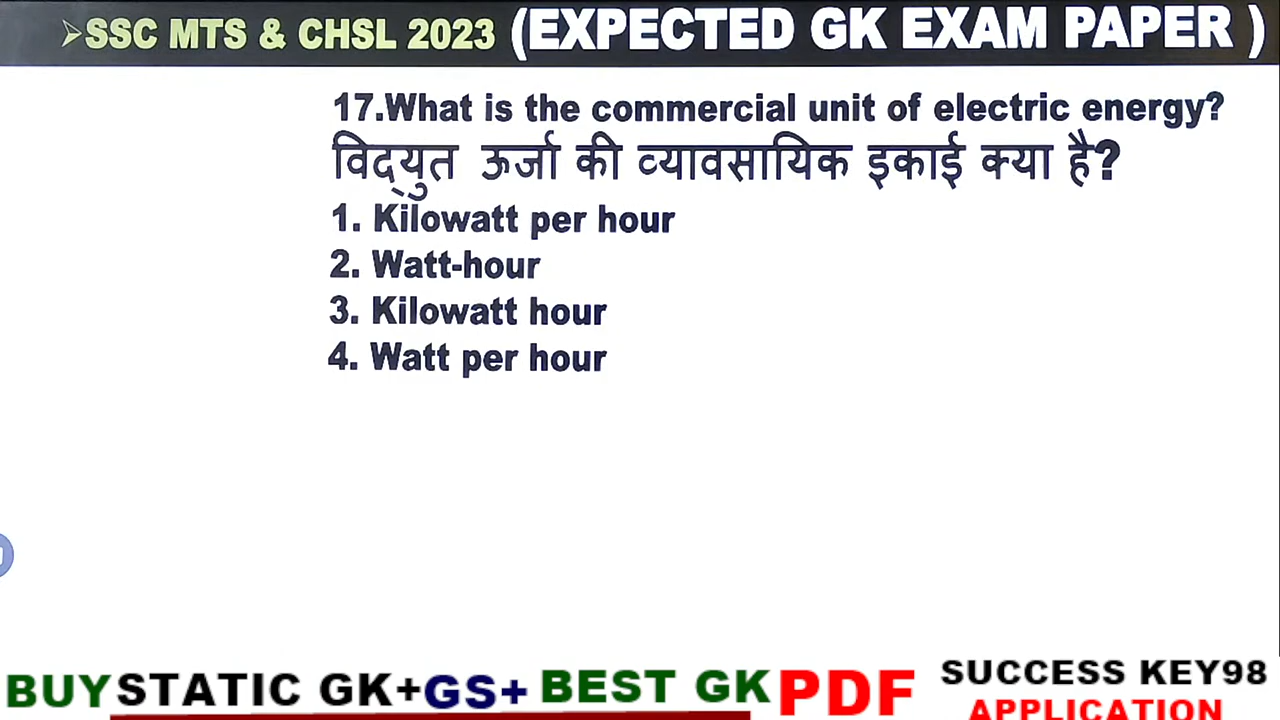 ➢SSC MTS & CHSL 2023 (EXPECTED GK EXAM PAPER )
17.What is the commercial unit of electric energy?
विद्युत ऊर्जा की व्यावसायिक इकाई क्या है?
1. Kilowatt per hour
2. Watt-hour
3. Kilowatt hour
4. Watt per hour
BUY STATIC GK+GS+ BEST GK PDF SUCCESS KEY98
APPLICATION